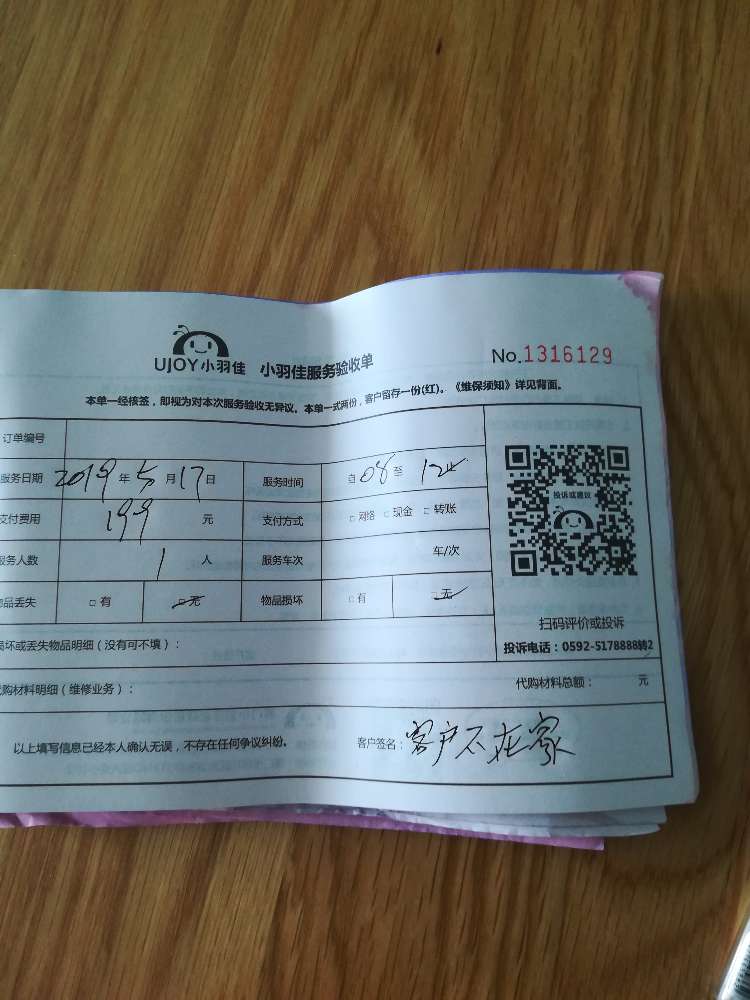 UJOY小羽佳 小羽佳服务验收单 No.1316129
本单一经核签，即视为对本次服务验收无异议。本单一式两份，客户留存一份(红)。《维保须知》详见背面。
订单编号
服务日期 2019 年 5 月 17 日 服务时间 自 08 至 12
支付费用 199 元 支付方式 □ 网络 □ 现金 □ 转账
服务人数 1 人 服务车次 车/次
品丢失 □ 有 □ 无 物品损坏 □ 有 □ 无
投诉或建议
扫码评价或投诉
投诉电话：0592-5178888转2
损坏或丢失物品明细（没有可不填）：
代购材料明细（维修业务）： 代购材料总额： 元
以上填写信息已经本人确认无误，不存在任何争议纠纷。 客户签名：客户不在家